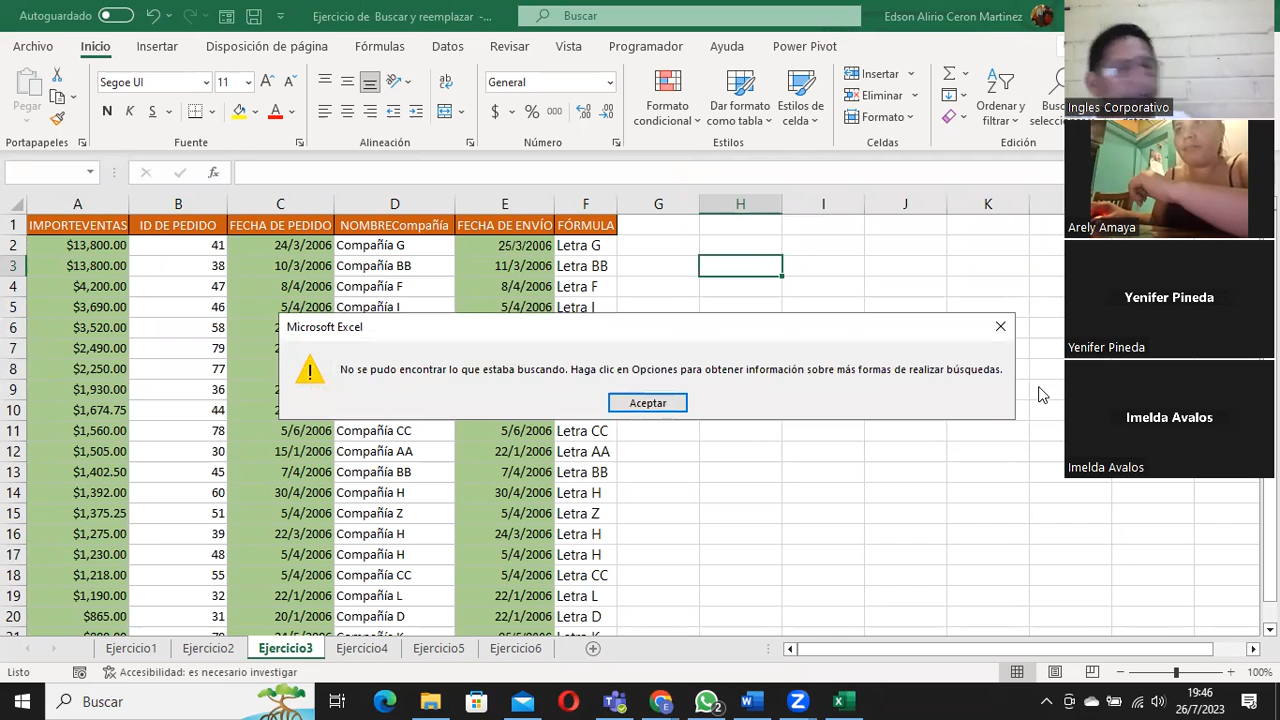 Autoguardado
Ejercicio de Buscar y reemplazar -...
Buscar
Edson Alirio Ceron Martinez
Archivo Inicio Insertar Disposición de página Fórmulas Datos Revisar Vista Programador Ayuda Power Pivot
Pegar
Segoe UI 11
N K S
General
$ % 000
Formato condicional
Dar formato como tabla
Estilos de celda
Insertar
Eliminar
Formato
Ordenar y filtrar
Portapapeles Fuente Alineación Número Estilos Celdas Edición
A B C D E F G H I J K
1 IMPORTEVENTAS ID DE PEDIDO FECHA DE PEDIDO NOMBRECompañía FECHA DE ENVÍO FÓRMULA
2 $13,800.00 41 24/3/2006 Compañía G 25/3/2006 Letra G
3 $13,800.00 38 10/3/2006 Compañía BB 11/3/2006 Letra BB
4 $4,200.00 47 8/4/2006 Compañía F 8/4/2006 Letra F
5 $3,690.00 46 5/4/2006 Compañía I 5/4/2006 Letra I
6 $3,520.00 58
7 $2,490.00 79
8 $2,250.00 77
9 $1,930.00 36
10 $1,674.75 44
11 $1,560.00 78 5/6/2006 Compañía CC 5/6/2006 Letra CC
12 $1,505.00 30 15/1/2006 Compañía AA 22/1/2006 Letra AA
13 $1,402.50 45 7/4/2006 Compañía BB 7/4/2006 Letra BB
14 $1,392.00 60 30/4/2006 Compañía H 30/4/2006 Letra H
15 $1,375.25 51 5/4/2006 Compañía Z 5/4/2006 Letra Z
16 $1,275.00 39 22/3/2006 Compañía H 24/3/2006 Letra H
17 $1,230.00 48 5/4/2006 Compañía H 5/4/2006 Letra H
18 $1,218.00 55 5/4/2006 Compañía CC 5/4/2006 Letra CC
19 $1,190.00 32 22/1/2006 Compañía L 22/1/2006 Letra L
20 $865.00 31 20/1/2006 Compañía D 22/1/2006 Letra D
Microsoft Excel
No se pudo encontrar lo que estaba buscando. Haga clic en Opciones para obtener información sobre más formas de realizar búsquedas.
Aceptar
Ingles Corporativo
Arely Amaya
Yenifer Pineda
Yenifer Pineda
Imelda Avalos
Imelda Avalos
Ejercicio1 Ejercicio2 Ejercicio3 Ejercicio4 Ejercicio5 Ejercicio6
Listo
Accesibilidad: es necesario investigar
100%
Buscar
2
19:46
26/7/2023